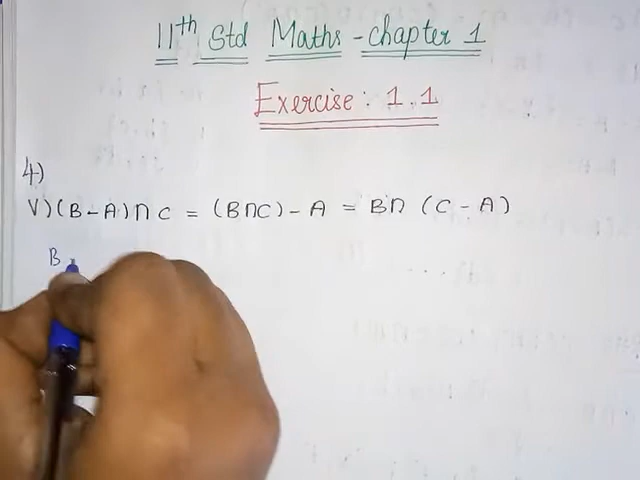 11th Std Maths - chapter 1
Exercise : 1.1
4)
V) (B - A) ∩ C = (B∩C) - A = B∩ (C - A)
B